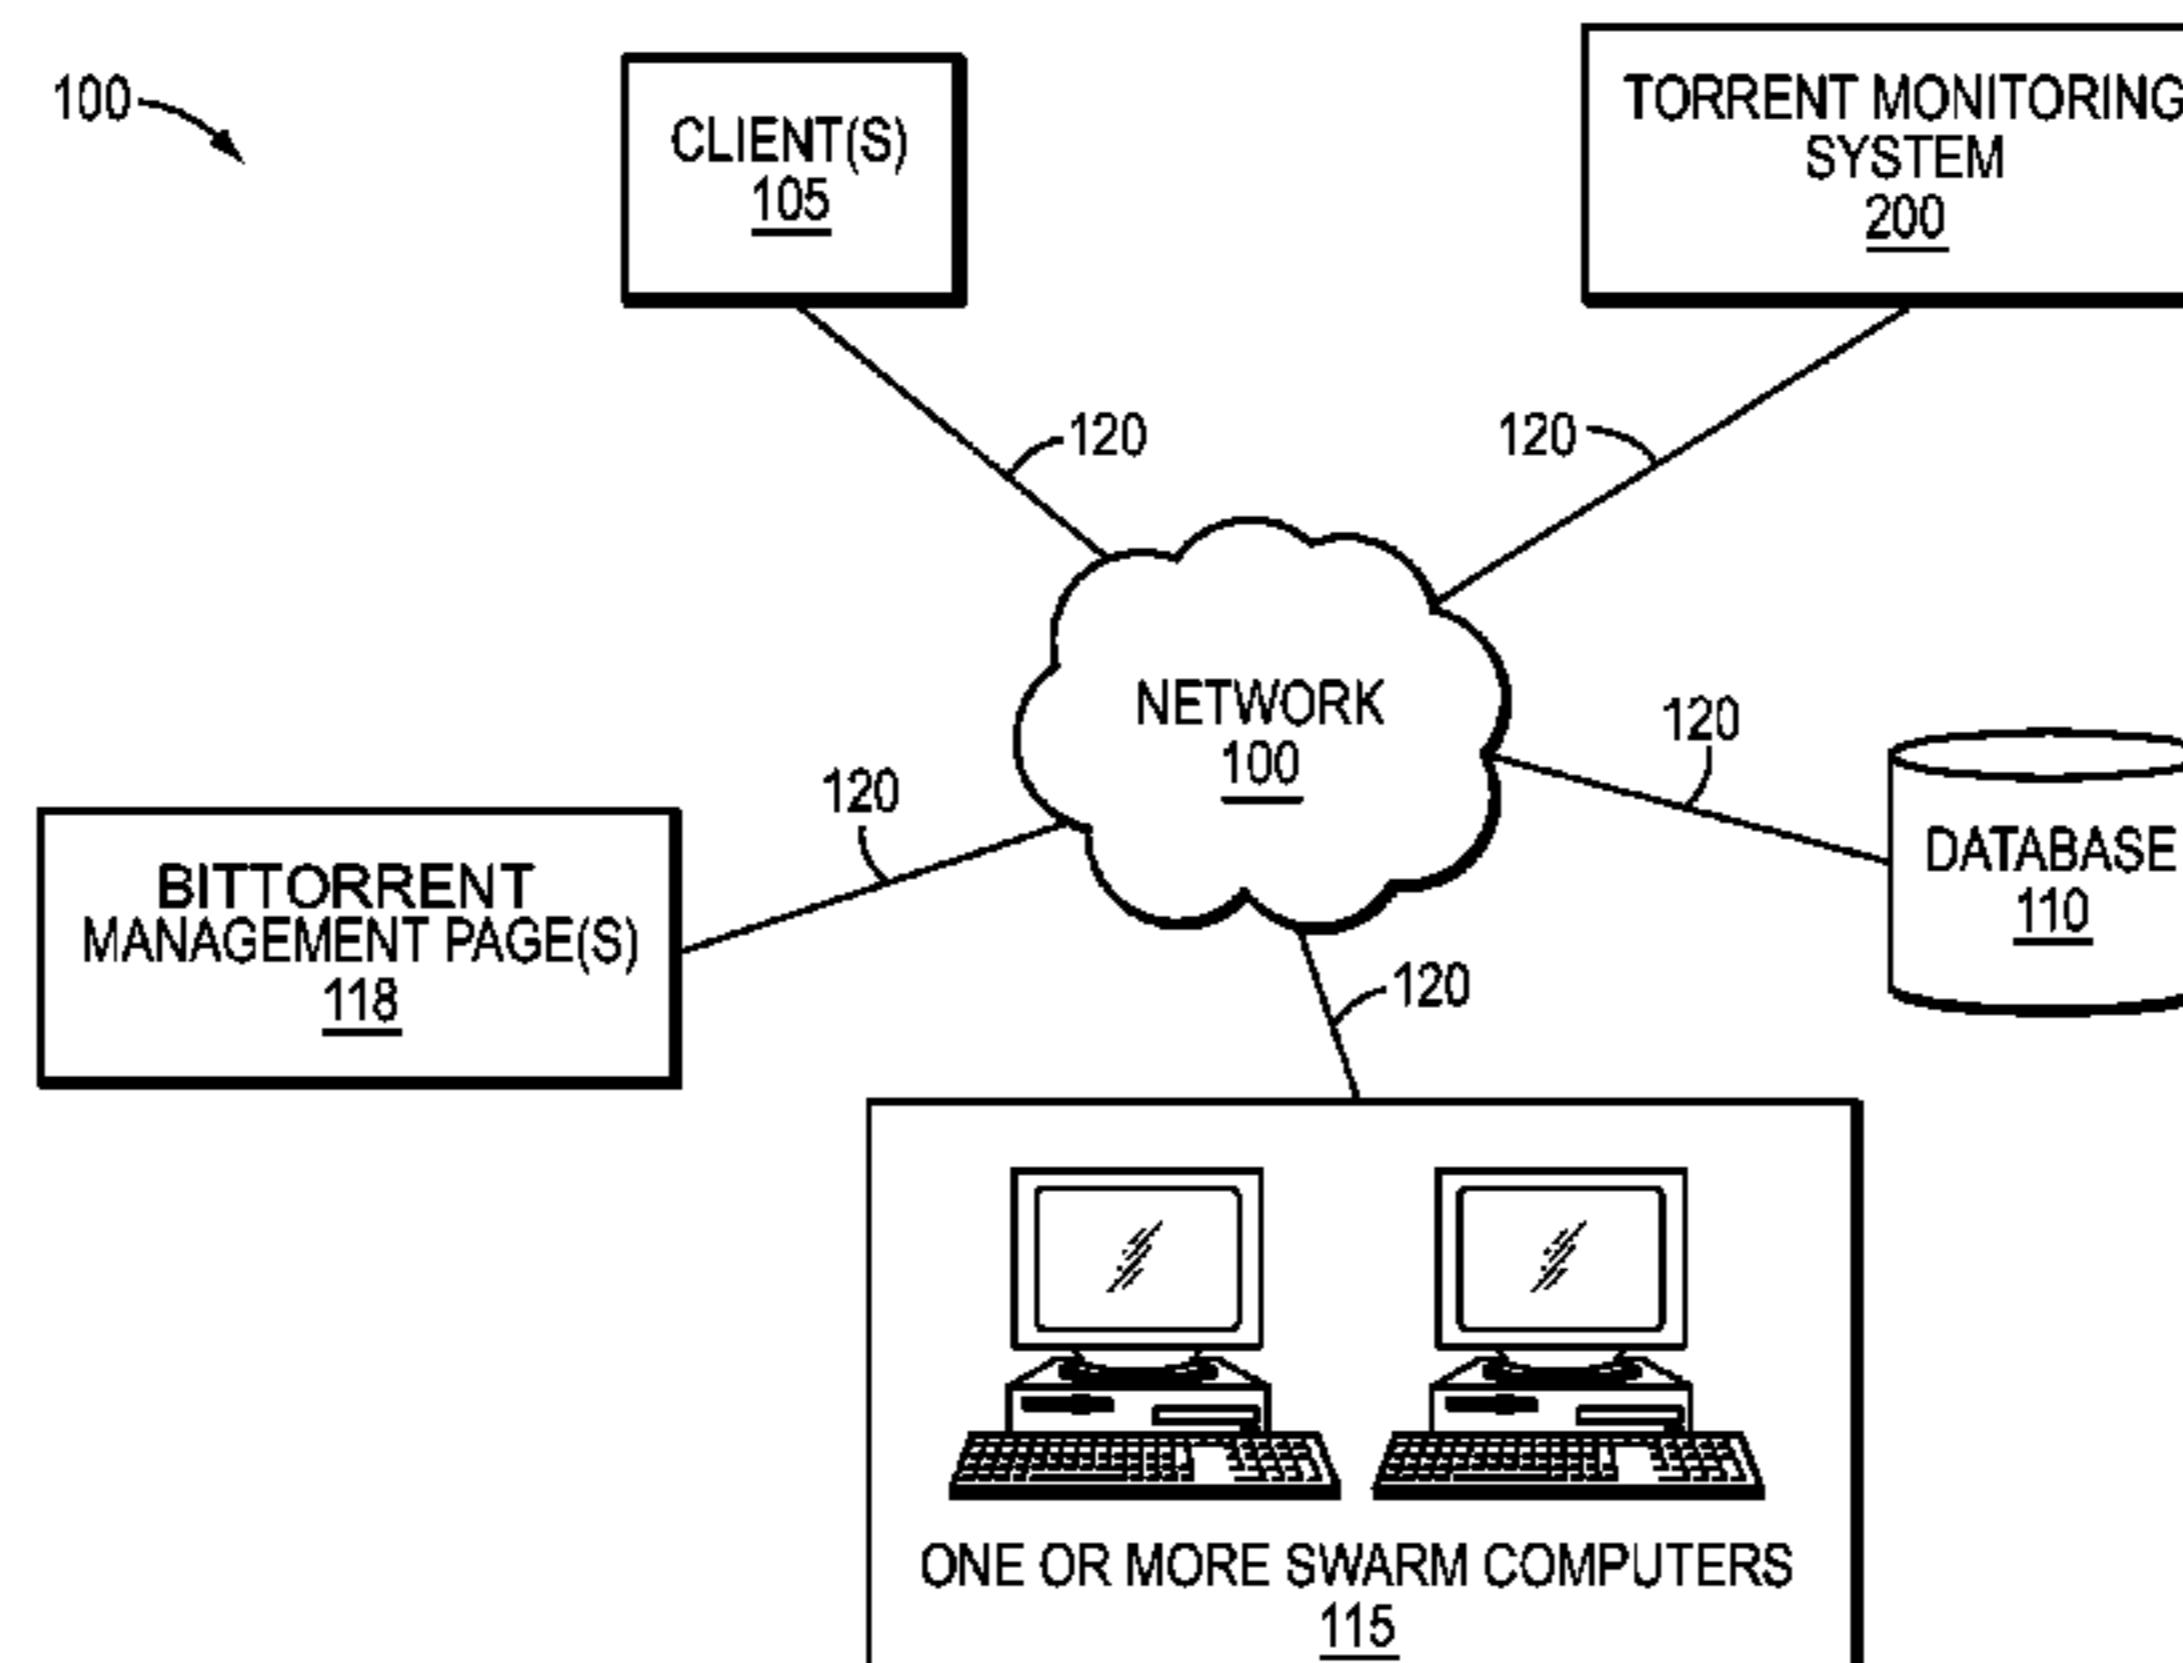 100
CLIENT(S)
105
TORRENT MONITORING
SYSTEM
200
120
120
NETWORK
100
120
120
DATABASE
110
BITTORRENT
MANAGEMENT PAGE(S)
118
120
ONE OR MORE SWARM COMPUTERS
115